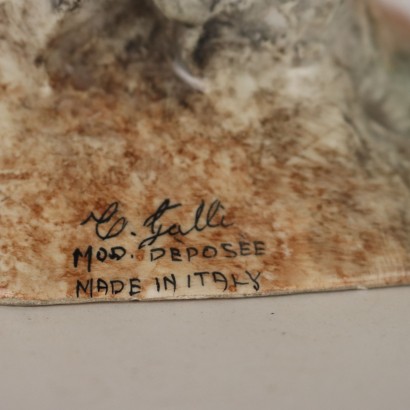 C. Galli
MOD. DEPOSEE
MADE IN ITALY